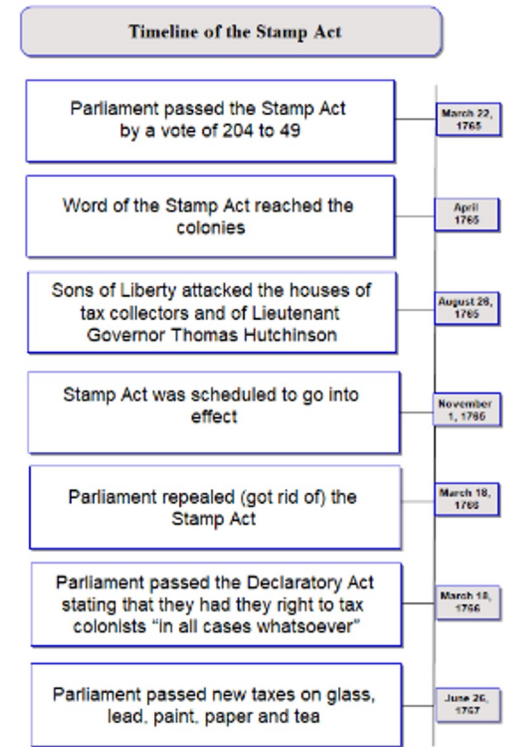 Timeline of the Stamp Act
Parliament passed the Stamp Act
by a vote of 204 to 49
March 22,
1765
Word of the Stamp Act reached the
colonies
April
1765
Sons of Liberty attacked the houses of
tax collectors and of Lieutenant
Governor Thomas Hutchinson
August 26,
1765
Stamp Act was scheduled to go into
effect
November
1, 1765
Parliament repealed (got rid of) the
Stamp Act
March 18,
1766
Parliament passed the Declaratory Act
stating that they had they right to tax
colonists “in all cases whatsoever”
March 18,
1766
Parliament passed new taxes on glass,
lead, paint, paper and tea
June 26,
1767